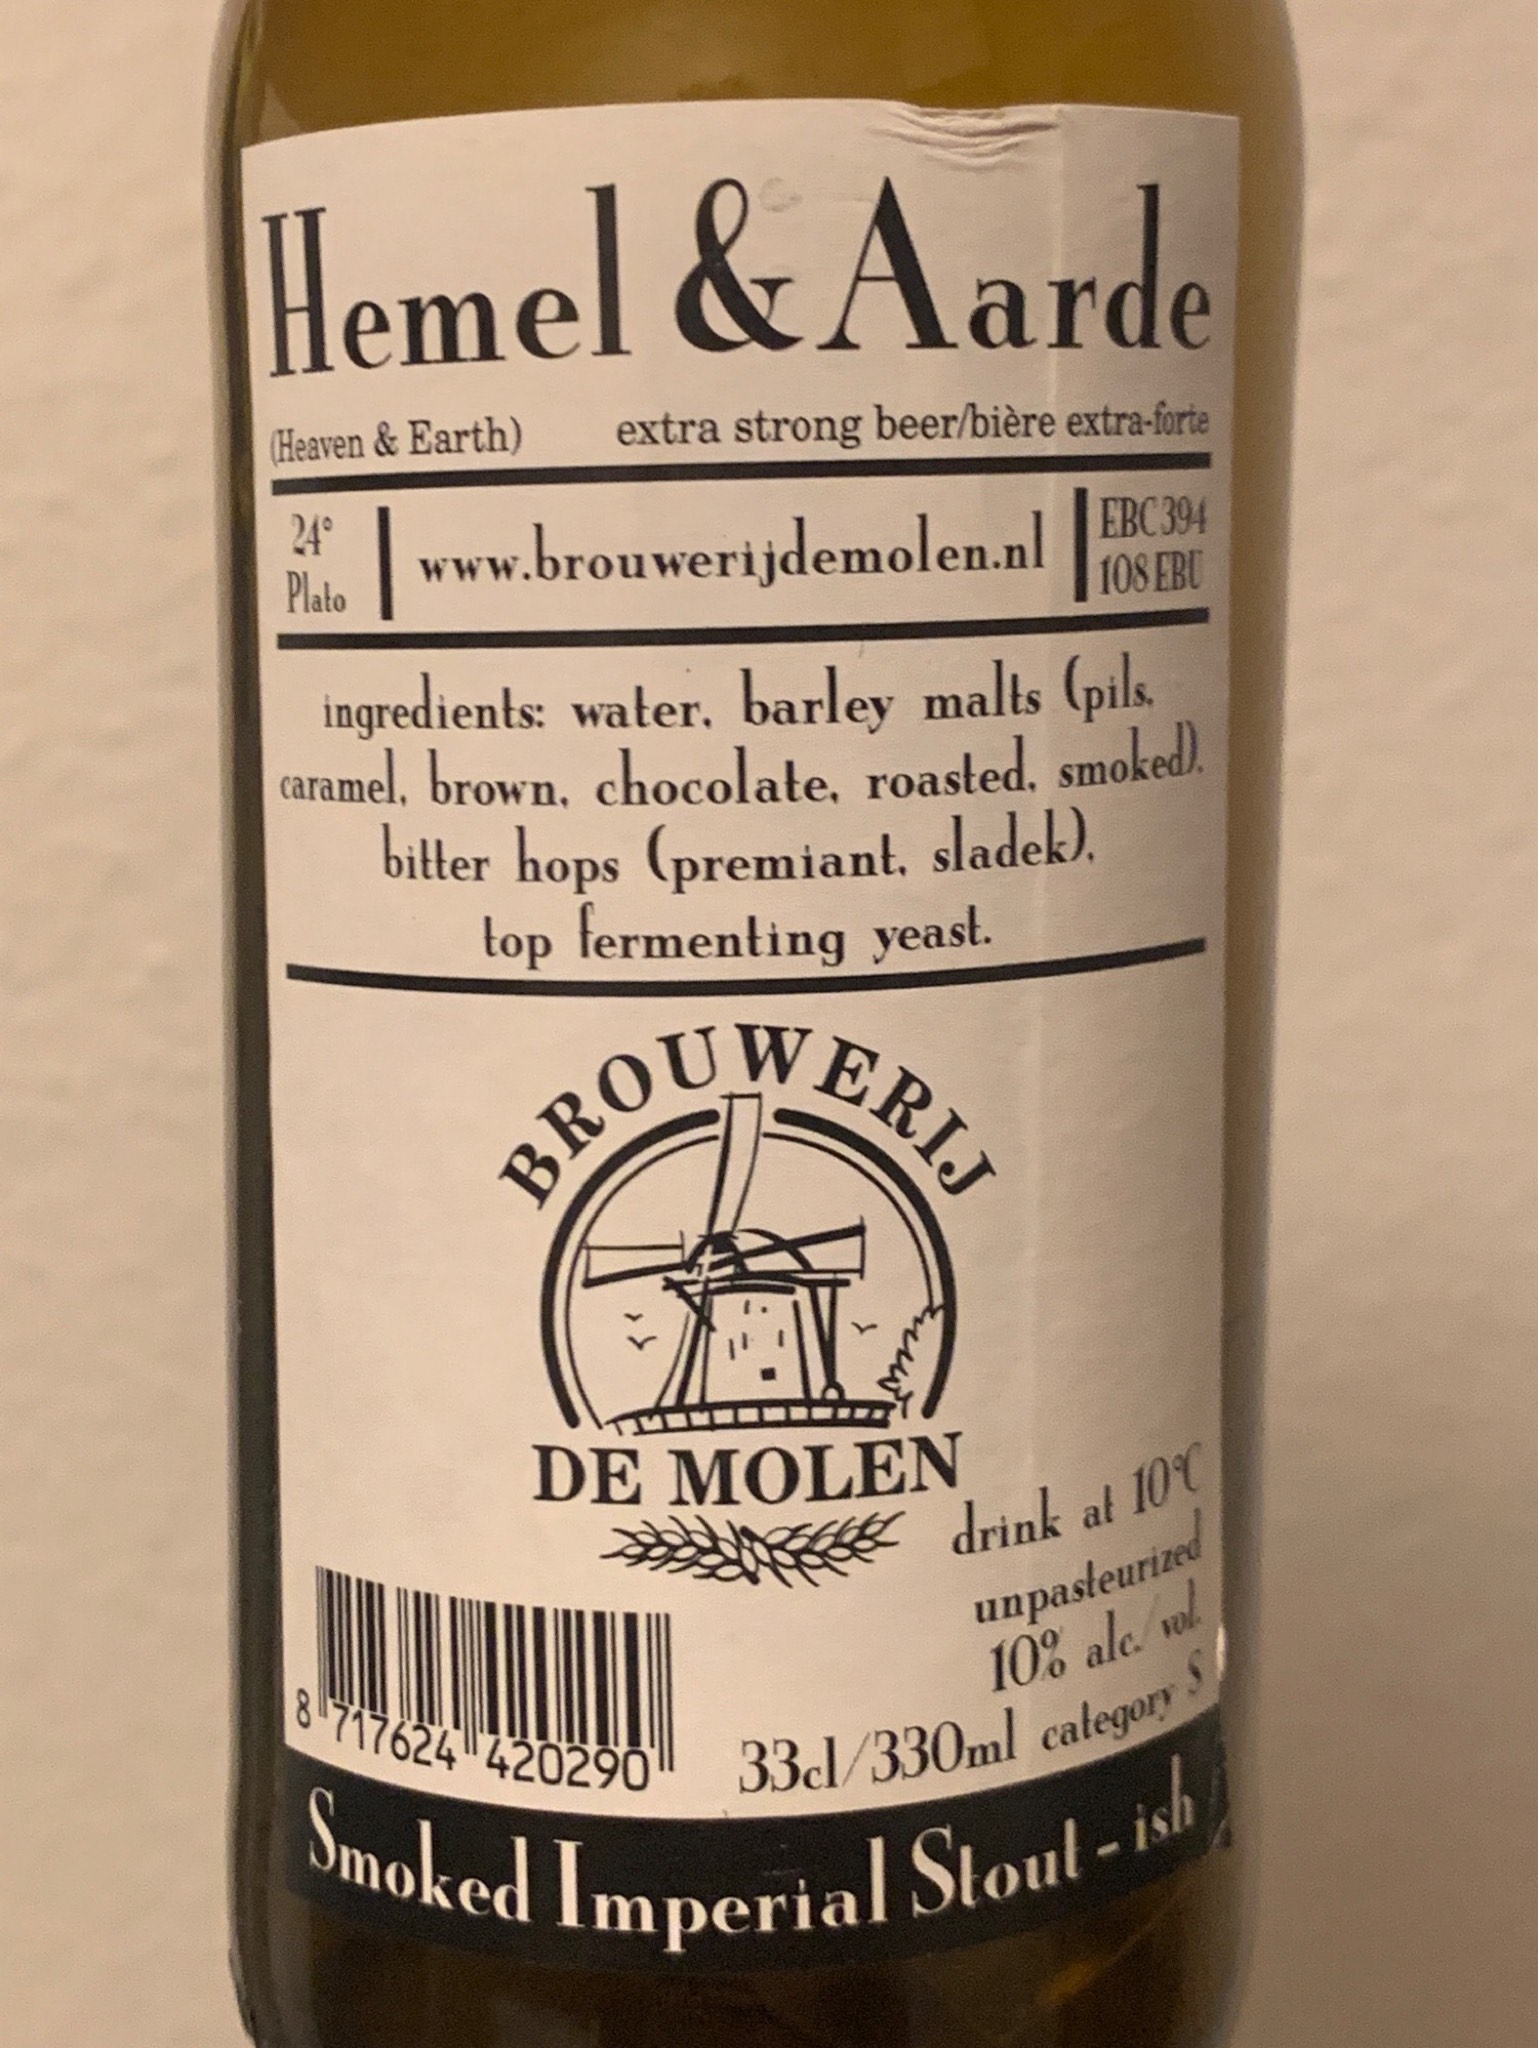 Hemel & Aarde
(Heaven & Earth) extra strong beer/bière extra-forte
24°
Plato
www.brouwerijdemolen.nl
EBC 394
108 EBU
ingredients: water, barley malts (pils,
caramel, brown, chocolate, roasted, smoked),
bitter hops (premiant, sladek),
top fermenting yeast.
BROUWERIJ
DE MOLEN
drink at 10°C
unpasteurized
10% alc./vol.
33cl/330ml category S
8 717624 420290
Smoked Imperial Stout - ish